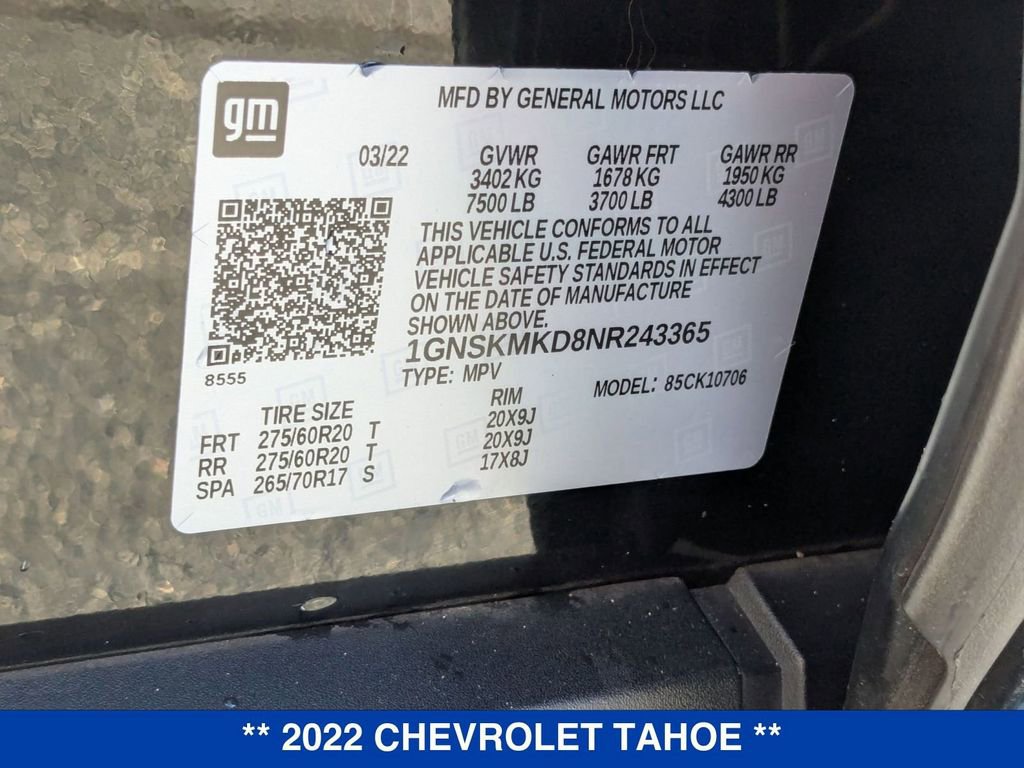 gm
MFD BY GENERAL MOTORS LLC
03/22
GVWR GAWR FRT GAWR RR
3402 KG 1678 KG 1950 KG
7500 LB 3700 LB 4300 LB
THIS VEHICLE CONFORMS TO ALL
APPLICABLE U.S. FEDERAL MOTOR
VEHICLE SAFETY STANDARDS IN EFFECT
ON THE DATE OF MANUFACTURE
SHOWN ABOVE.
1GNSKMKD8NR243365
8555
TYPE: MPV
MODEL: 85CK10706
TIRE SIZE RIM
FRT 275/60R20 T 20X9J
RR 275/60R20 T 20X9J
SPA 265/70R17 S 17X8J
** 2022 CHEVROLET TAHOE **